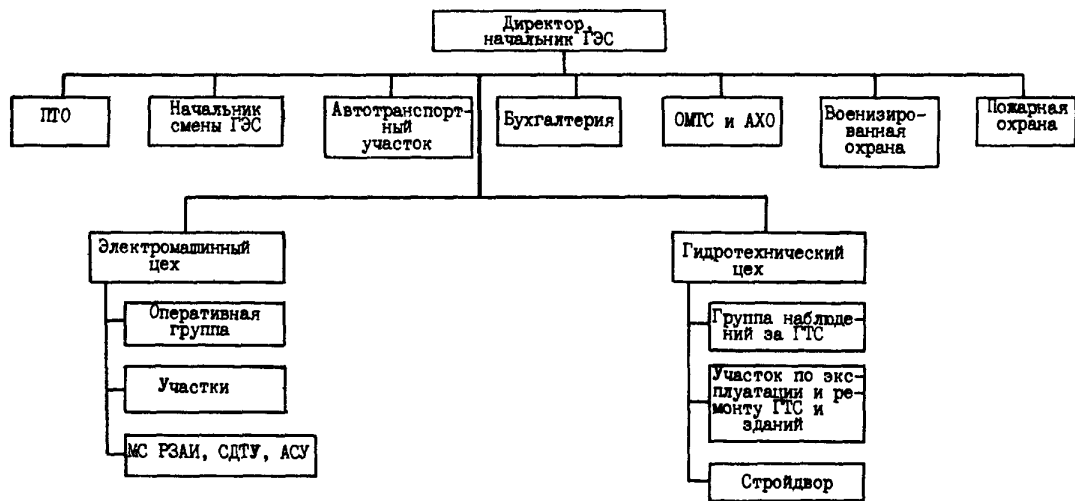 Директор,
начальник ГЭС
ПТО
Начальник
смены ГЭС
Автотранспорт-
ный
участок
Бухгалтерия
ОМТС и АХО
Военизиро-
ванная
охрана
Пожарная
охрана
Электромашинный
цех
Гидротехнический
цех
Оперативная
группа
Группа наблюде-
ний за ГТС
Участки
Участок по экс-
плуатации и ре-
монту ГТС и
зданий
МС РЗАИ, СДТУ, АСУ
Стройдвор